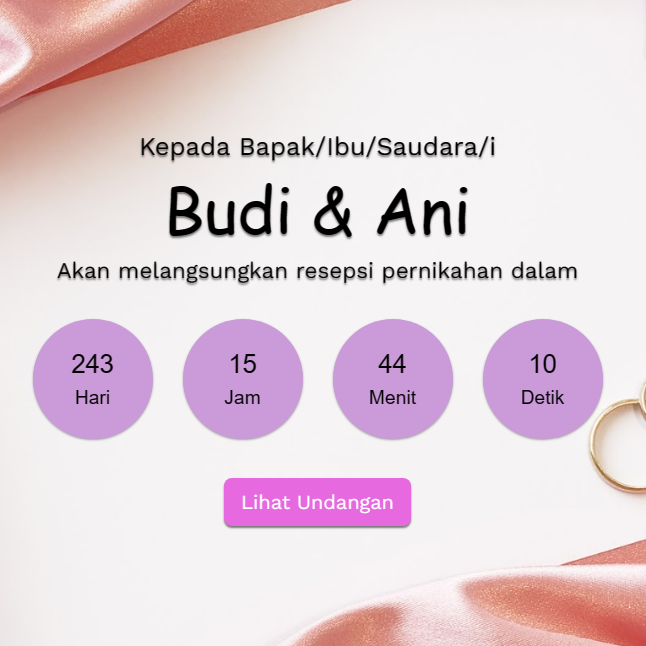 Kepada Bapak/Ibu/Saudara/i
Budi & Ani
Akan melangsungkan resepsi pernikahan dalam
243 15 44 10
Hari Jam Menit Detik
Lihat Undangan